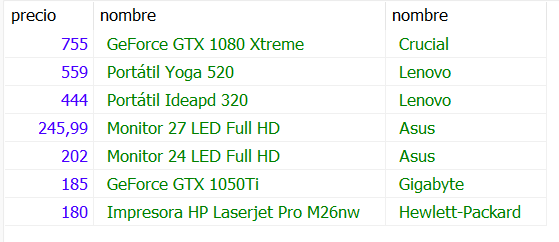 precio nombre nombre
755 GeForce GTX 1080 Xtreme Crucial
559 Portátil Yoga 520 Lenovo
444 Portátil Ideapd 320 Lenovo
245,99 Monitor 27 LED Full HD Asus
202 Monitor 24 LED Full HD Asus
185 GeForce GTX 1050Ti Gigabyte
180 Impresora HP Laserjet Pro M26nw Hewlett-Packard